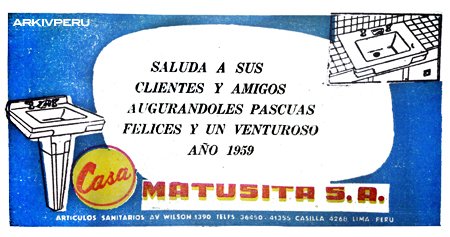 ARKIVPERU
SALUDA A SUS
CLIENTES Y AMIGOS
AUGURANDOLES PASCUAS
FELICES Y UN VENTUROSO
AÑO 1959
Casa
MATUSITA S.A.
ARTICULOS SANITARIOS AV WILSON 1390 TELFS 36450 - 41355 CASILLA 4268 LIMA PERU